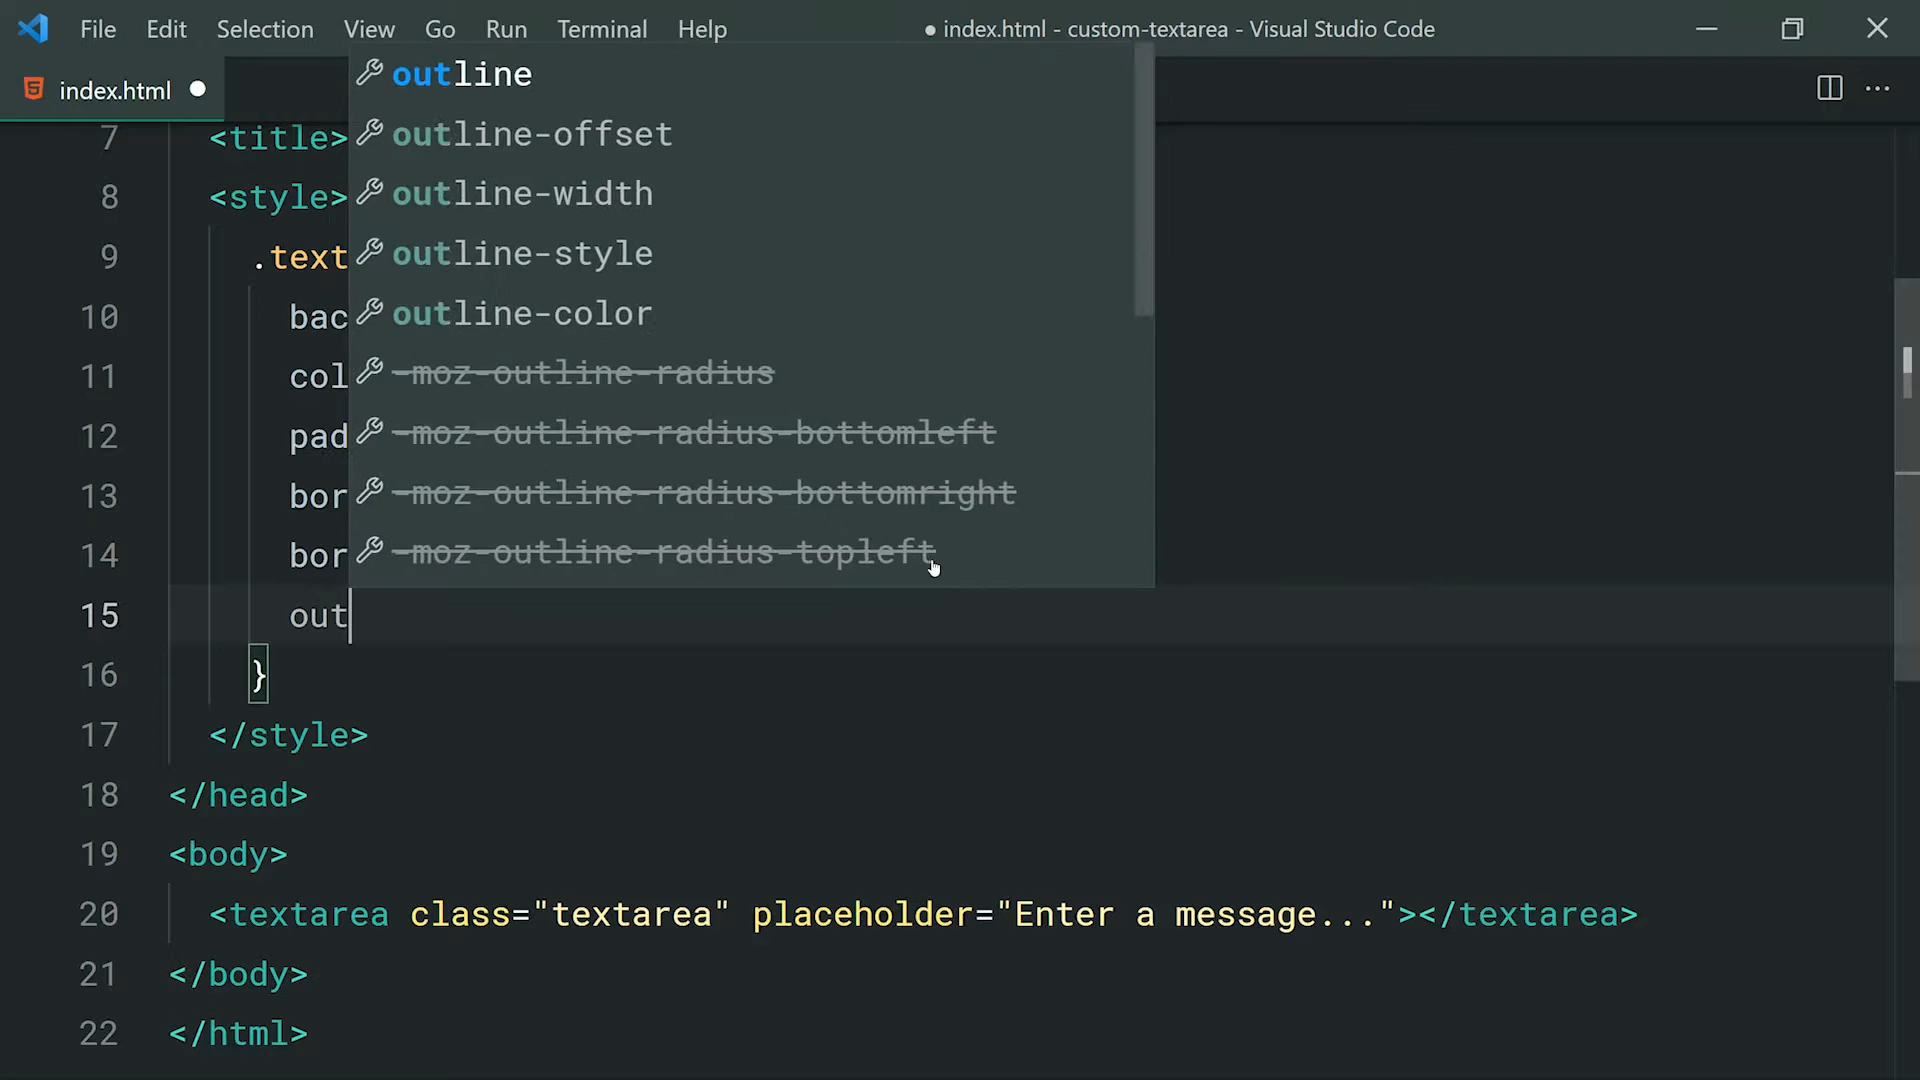 File Edit Selection View Go Run Terminal Help ● index.html - custom-textarea - Visual Studio Code
index.html ●
outline
outline-offset
outline-width
outline-style
outline-color
-moz-outline-radius
-moz-outline-radius-bottomleft
-moz-outline-radius-bottomright
-moz-outline-radius-topleft
7 <title>
8 <style>
9 .text
10 bac
11 col
12 pad
13 bor
14 bor
15 out
16 }
17 </style>
18 </head>
19 <body>
20 <textarea class="textarea" placeholder="Enter a message..."></textarea>
21 </body>
22 </html>